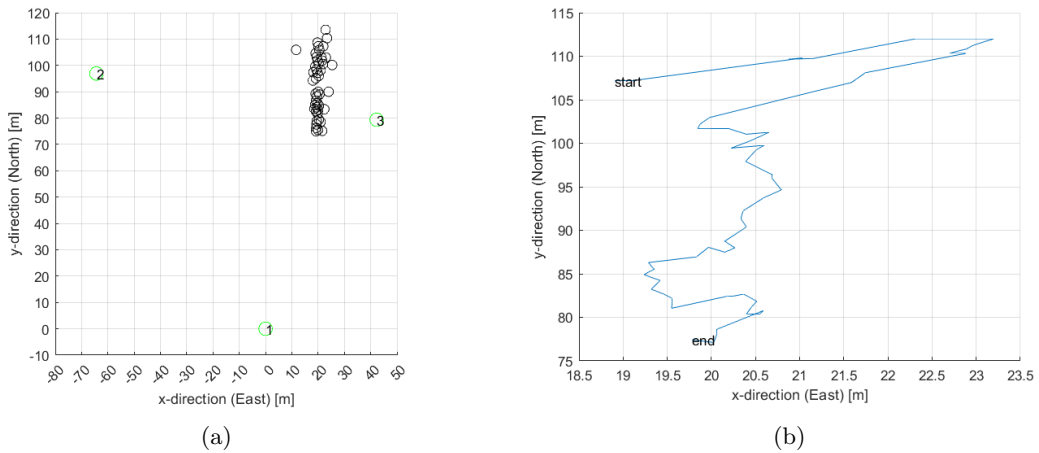 120
110
100
90
80
70
60
50
40
30
20
10
0
-10
y-direction (North) [m]
2
3
1
-80 -70 -60 -50 -40 -30 -20 -10 0 10 20 30 40 50
x-direction (East) [m]
(a)
115
110
105
100
95
90
85
80
75
y-direction (North) [m]
start
end
18.5 19 19.5 20 20.5 21 21.5 22 22.5 23 23.5
x-direction (East) [m]
(b)